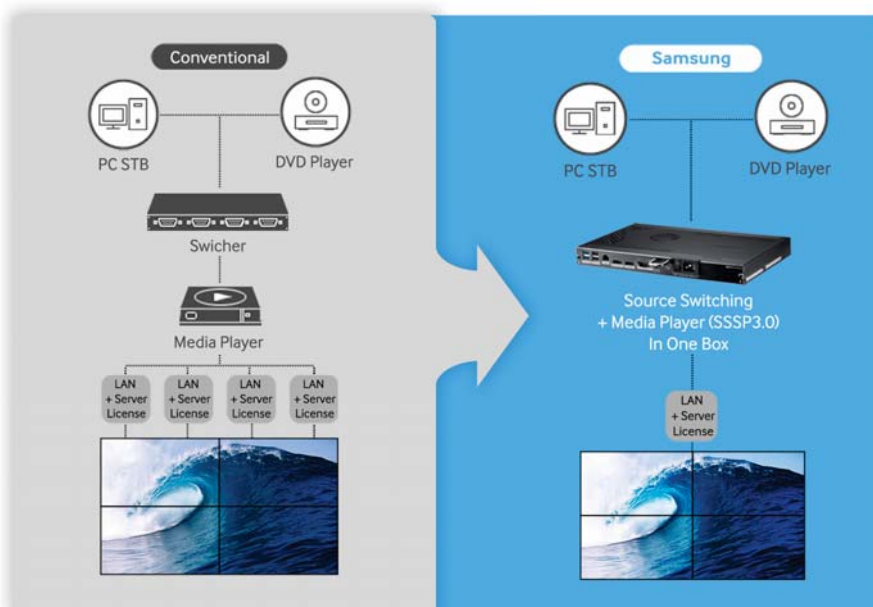 Conventional
PC STB
DVD Player
Swicher
Media Player
LAN
+ Server
License
LAN
+ Server
License
LAN
+ Server
License
LAN
+ Server
License
Samsung
PC STB
DVD Player
Source Switching
+ Media Player (SSSP3.0)
In One Box
LAN
+ Server
License